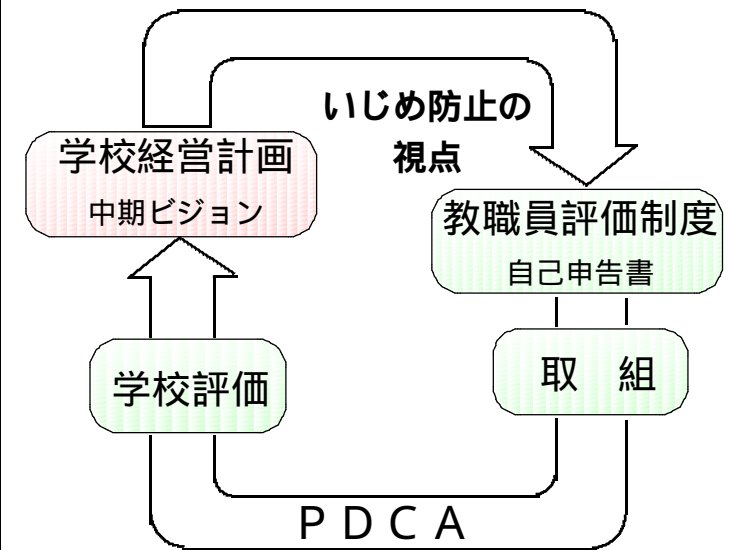 いじめ防止の
視点
学校経営計画
中期ビジョン
教職員評価制度
自己申告書
取　組
学校評価
ＰＤＣＡ